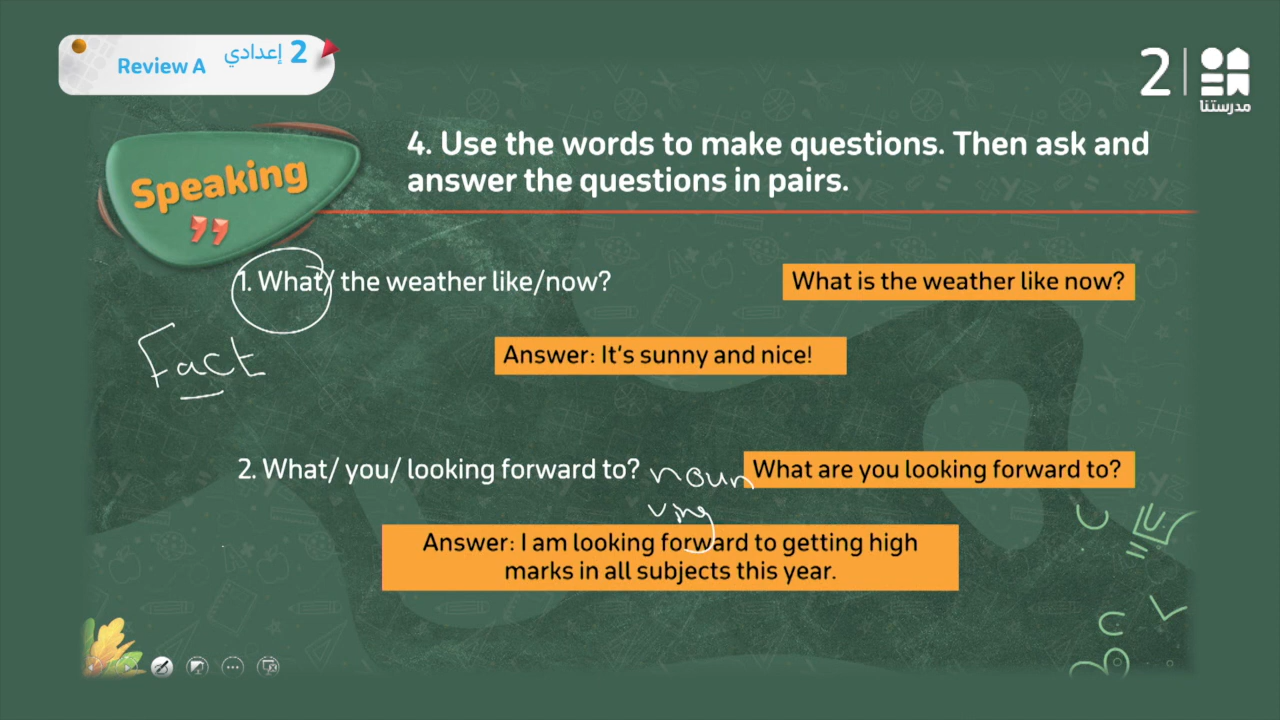 2 إعدادي
Review A
2
مدرستنا
Speaking
4. Use the words to make questions. Then ask and
answer the questions in pairs.
1. What/ the weather like/now?
What is the weather like now?
Fact
Answer: It's sunny and nice!
2. What/ you/ looking forward to?
noun
What are you looking forward to?
ving
Answer: I am looking forward to getting high
marks in all subjects this year.